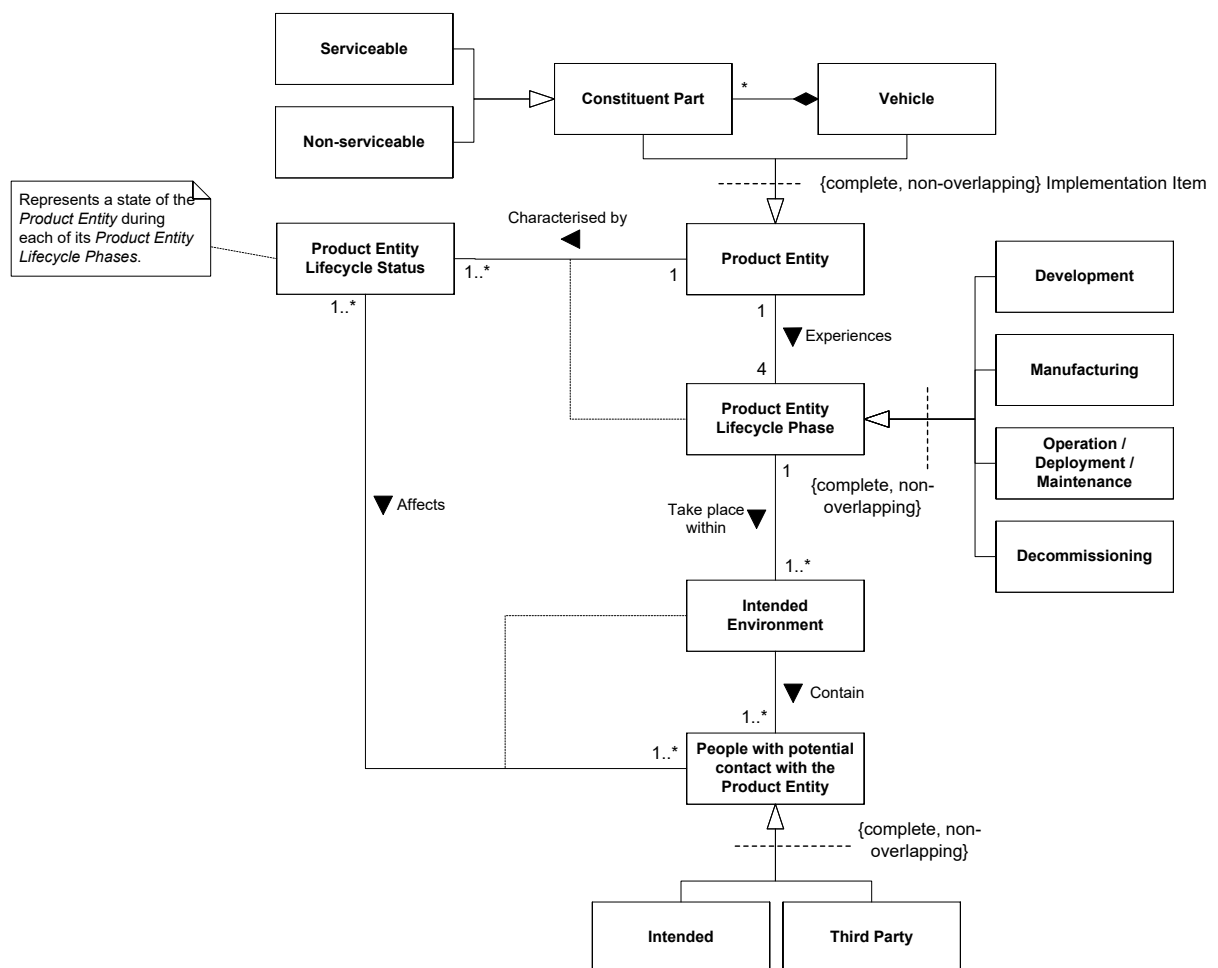 Serviceable
Constituent Part
*
Vehicle
Non-serviceable
{complete, non-overlapping} Implementation Item
Represents a state of the
Product Entity during
each of its Product Entity
Lifecycle Phases.
Characterised by
Product Entity
Lifecycle Status
1..*
1
Product Entity
Development
1..*
1
Experiences
4
Manufacturing
Product Entity
Lifecycle Phase
Operation /
Deployment /
Maintenance
1
{complete, non-
overlapping}
Affects
Take place
within
Decommissioning
1..*
Intended
Environment
Contain
1..*
1..*
People with potential
contact with the
Product Entity
{complete, non-
overlapping}
Intended
Third Party